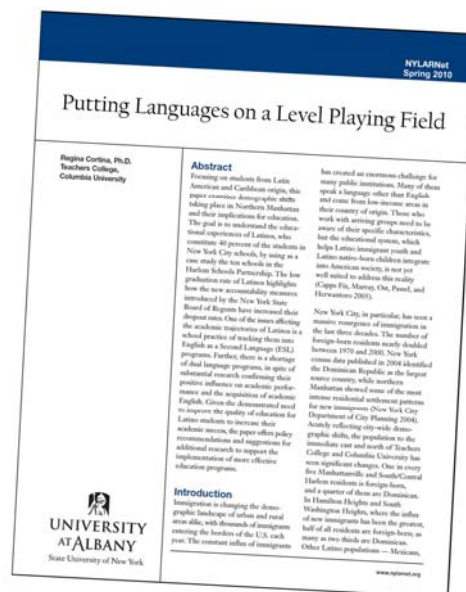 NYLARNet
Spring 2010
Putting Languages on a Level Playing Field
Regina Cortina, Ph.D.
Teachers College,
Columbia University
Abstract
Focusing on students from Latin
American and Caribbean origin, this
paper examines demographic shifts
taking place in Northern Manhattan
and their implications for education.
The goal is to understand the educa-
tional experiences of Latinos, who
constitute 40 percent of the students in
New York City schools, by using as a
case study the ten schools in the
Harlem Schools Partnership. The low
graduation rate of Latinos highlights
how the new accountability measures
introduced by the New York State
Board of Regents have increased their
dropout rates. One of the issues affecting
the academic trajectories of Latinos is a
school practice of tracking them into
English as a Second Language (ESL)
programs. Further, there is a shortage
of dual language programs, in spite of
substantial research confirming their
positive influence on academic perfor-
mance and the acquisition of academic
English. Given the demonstrated need
to improve the quality of education for
Latino students to increase their
academic success, the paper offers policy
recommendations and suggestions for
additional research to support the
implementation of more effective
education programs.
Introduction
Immigration is changing the demo-
graphic landscape of urban and rural
areas alike, with thousands of immigrants
entering the borders of the U.S. each
year. The constant influx of immigrants
has created an enormous challenge for
many public institutions. Many of them
speak a language other than English
and come from low-income areas in
their country of origin. Those who
work with arriving groups need to be
aware of their specific characteristics,
but the educational system, which
helps Latino immigrant youth and
Latino native-born children integrate
into American society, is not yet
well suited to address this reality
(Capps Fix, Murray, Ost, Passel, and
Herwantoro 2005).
New York City, in particular, has seen a
massive resurgence of immigration in
the last three decades. The number of
foreign-born residents nearly doubled
between 1970 and 2000. New York
census data published in 2004 identified
the Dominican Republic as the largest
source country, while northern
Manhattan showed some of the most
intense residential settlement patterns
for new immigrants (New York City
Department of City Planning 2004).
Acutely reflecting city-wide demo-
graphic shifts, the population to the
immediate east and north of Teachers
College and Columbia University has
seen significant changes. One in every
five Manhattanville and South/Central
Harlem residents is foreign-born,
and a quarter of them are Dominican.
In Hamilton Heights and South
Washington Heights, where the influx
of new immigrants has been the greatest,
half of all residents are foreign-born; as
many as two thirds are Dominican.
Other Latino populations — Mexicans,
UNIVERSITY
AT ALBANY
State University of New York
www.nylarnet.org